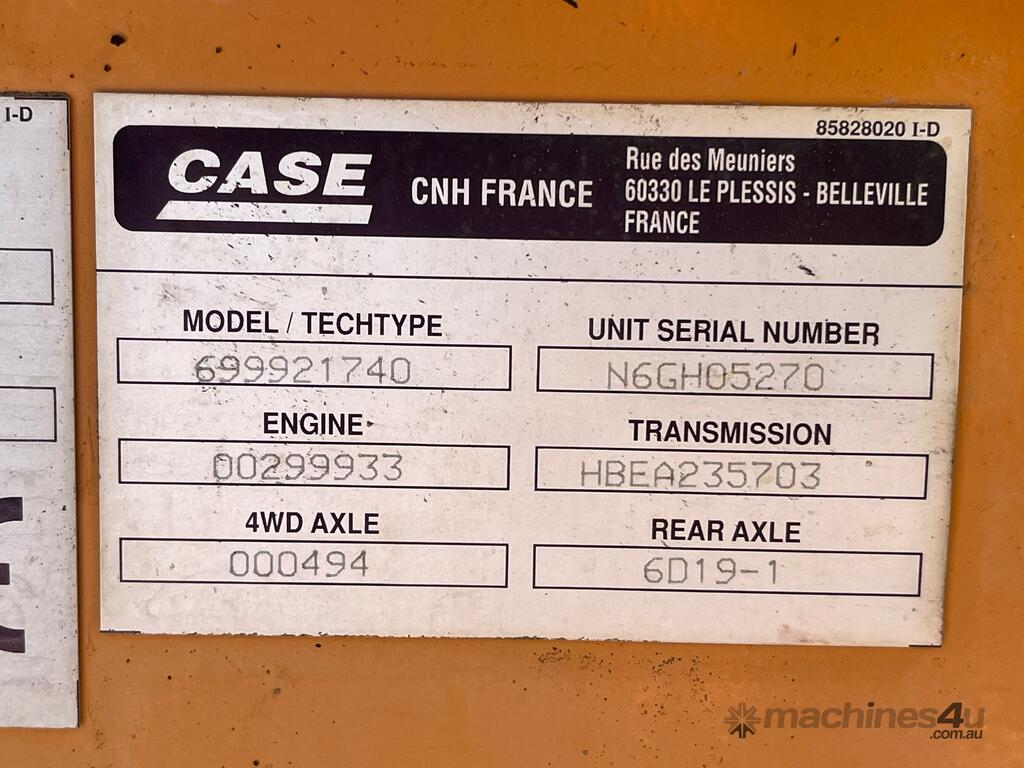 I-D
85828020 I-D
CASE
CNH FRANCE
Rue des Meuniers
60330 LE PLESSIS - BELLEVILLE
FRANCE
MODEL / TECHTYPE
699921740
UNIT SERIAL NUMBER
N6GH05270
ENGINE
00299933
TRANSMISSION
HBEA235703
4WD AXLE
000494
REAR AXLE
6D19-1
machines4u
.com.au